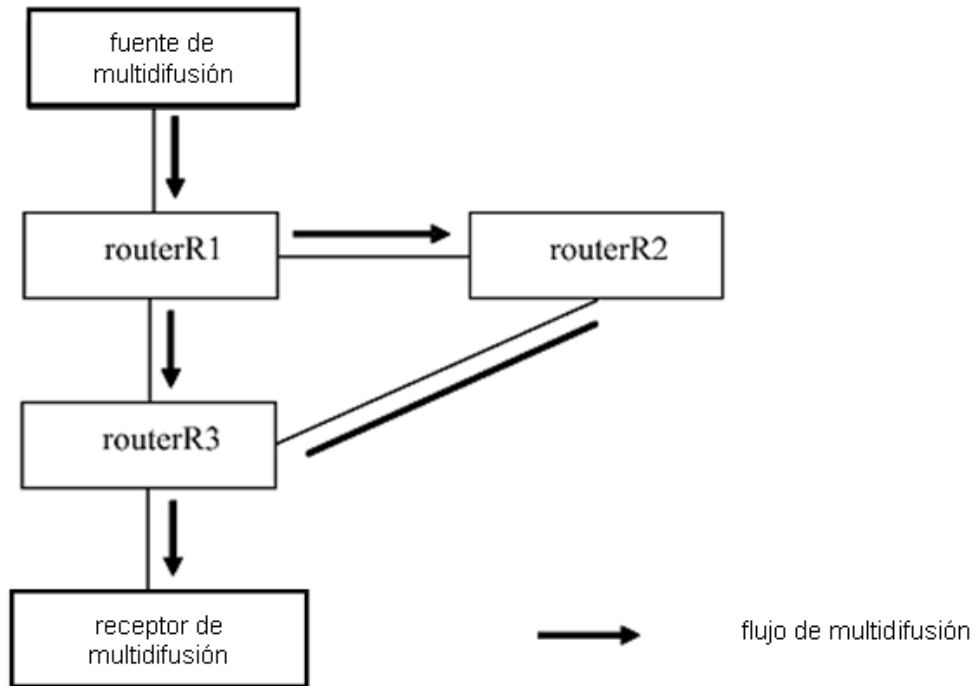 fuente de
multidifusión
routerR1
routerR2
routerR3
receptor de
multidifusión
flujo de multidifusión